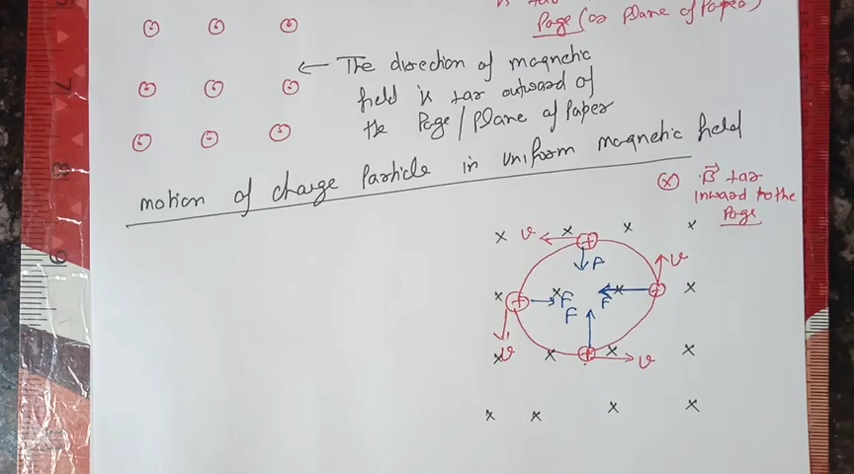 Page (or Plane of Paper)
← The direction of magnetic
field is tar outward of
the Page / Plane of Paper
motion of charge Particle in uniform magnetic field
B tar
inward to the
Page
v
F
v
F
F
F
v
v